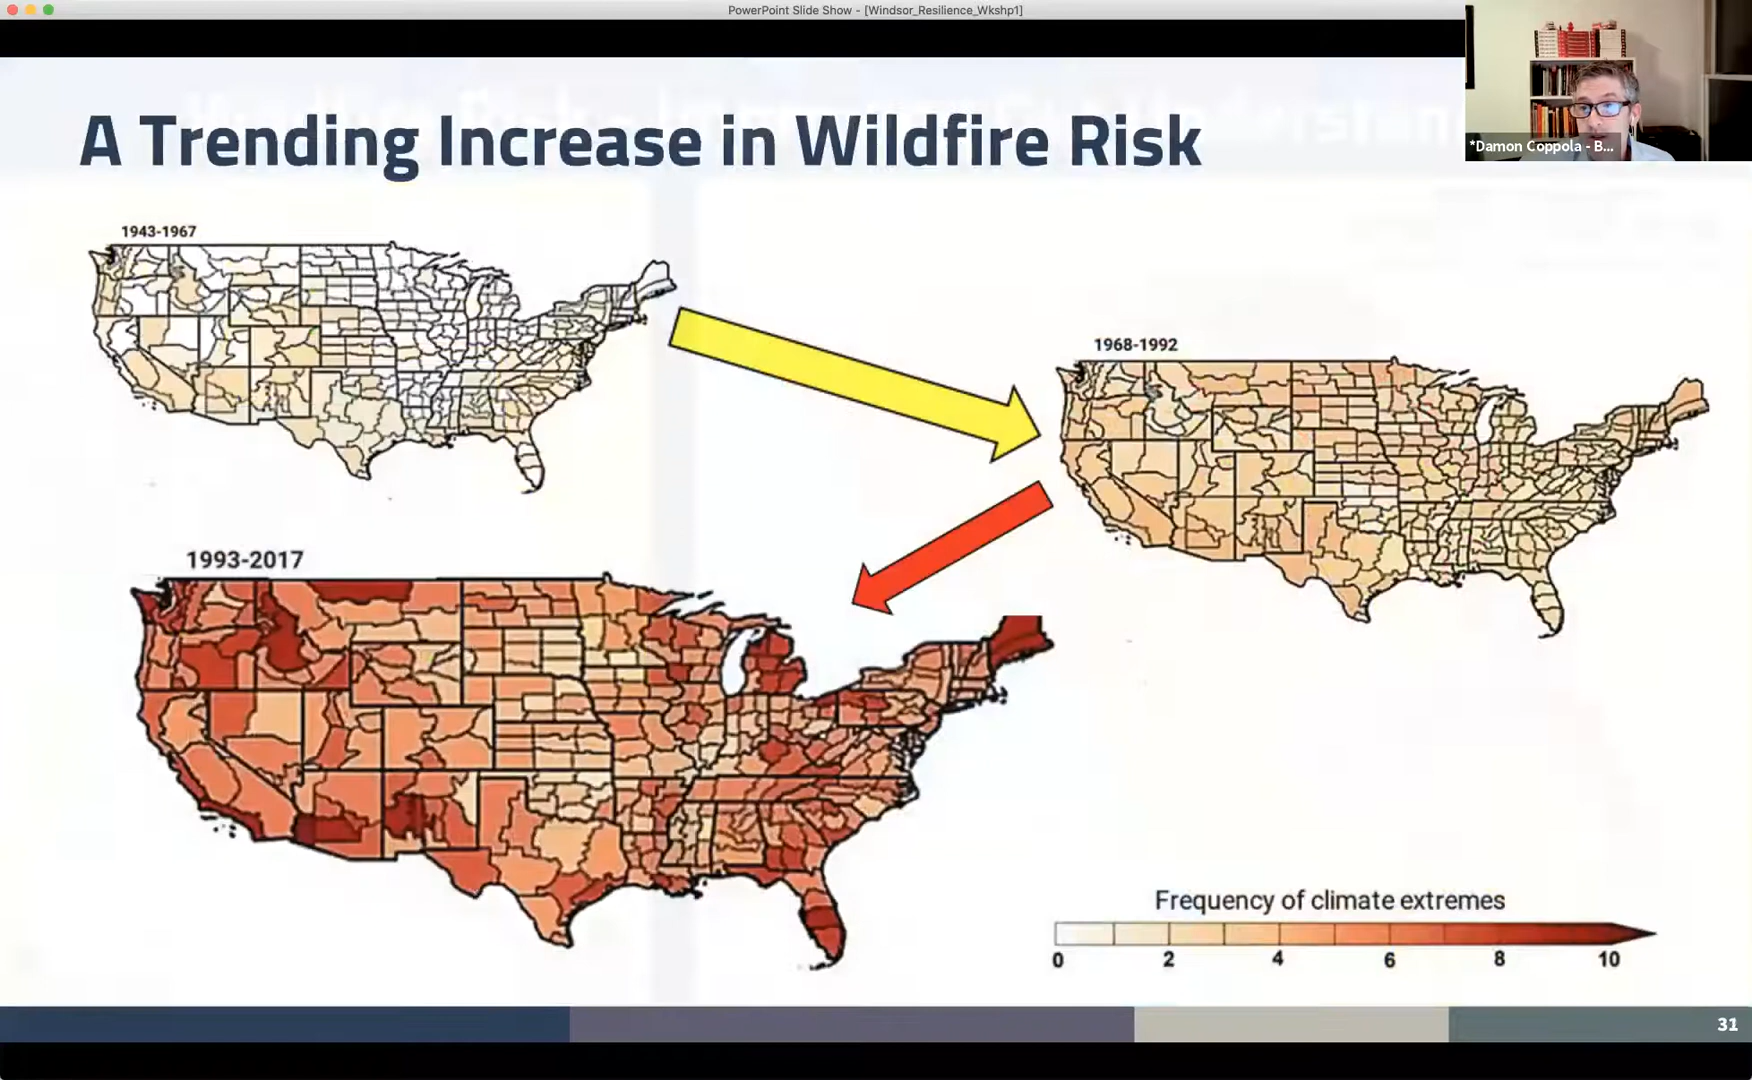 PowerPoint Slide Show - [Windsor_Resilience_Wkshp1]
*Damon Coppola - B...
A Trending Increase in Wildfire Risk
1943-1967
1968-1992
1993-2017
Frequency of climate extremes
0 2 4 6 8 10
31